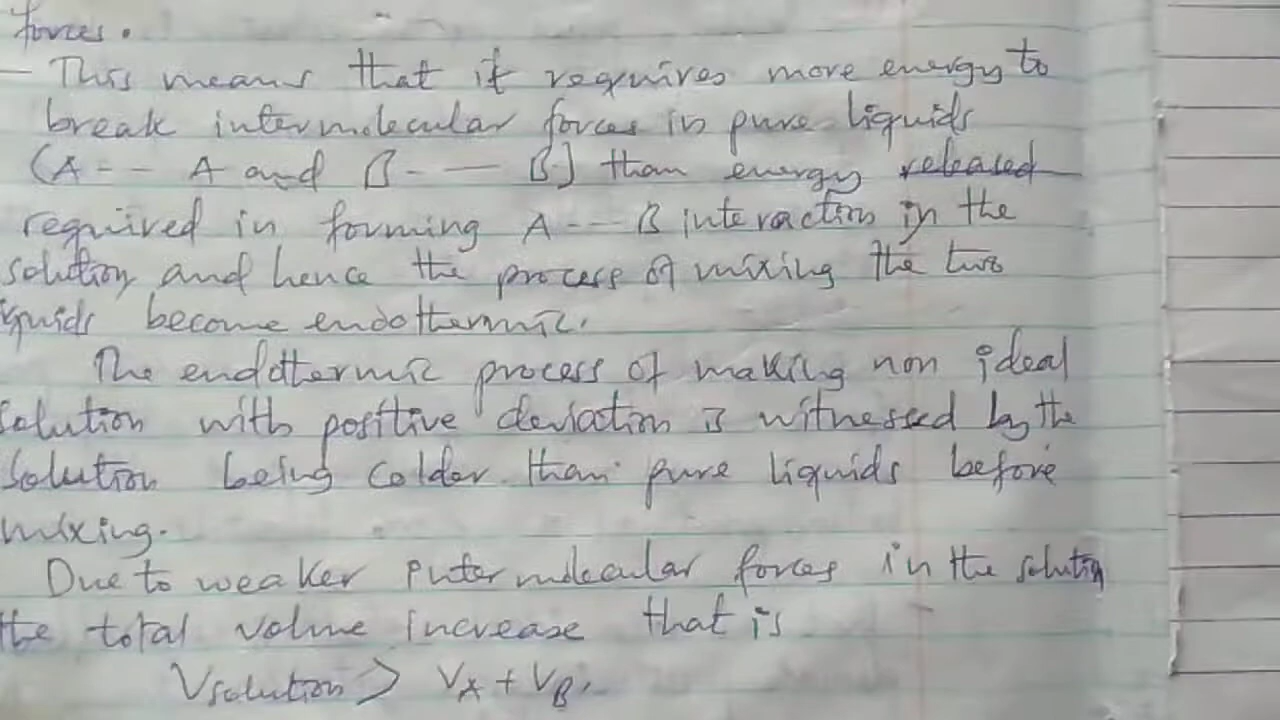 forces.
- This means that it requires more energy to
break intermolecular forces in pure liquids
(A-- A and B-- — B) than energy released
required in forming A--- B interaction in the
solution and hence the process of mixing the two
iquids become endothermic.
The endothermic process of making non ideal
solution with positive deviation is witnessed by the
solution being colder than pure liquids before
mixing.
Due to weaker inter molecular forces in the solution
the total volume increase that is
Vsolution > VA + VB.